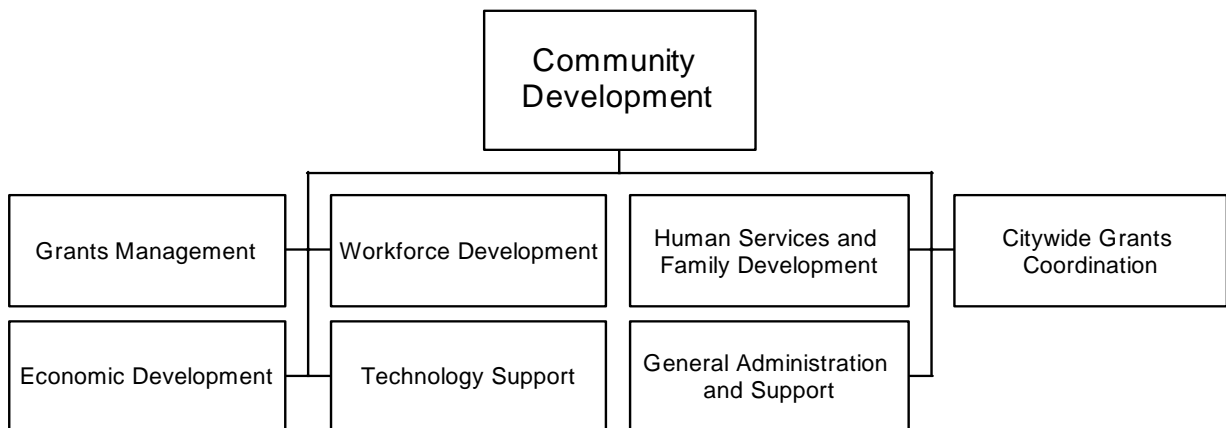 Community
Development
Grants Management
Workforce Development
Human Services and
Family Development
Citywide Grants
Coordination
Economic Development
Technology Support
General Administration
and Support